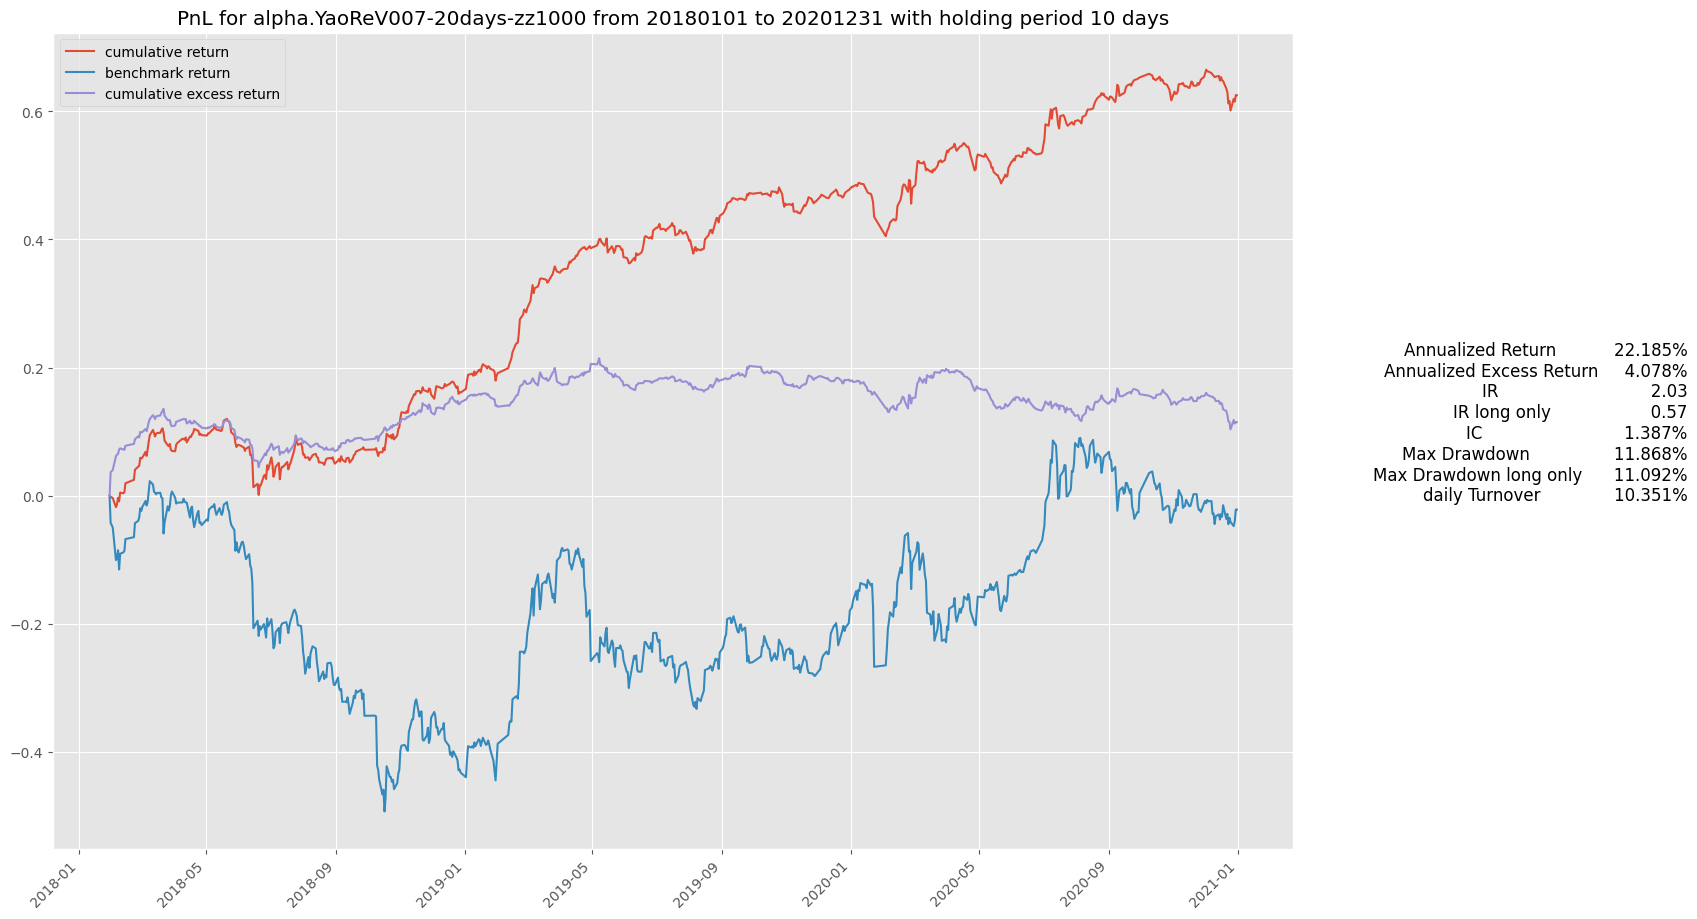 PnL for alpha.YaoReV007-20days-zz1000 from 20180101 to 20201231 with holding period 10 days
cumulative return
benchmark return
cumulative excess return
0.6
0.4
0.2
0.0
−0.2
−0.4
2018-01
2018-05
2018-09
2019-01
2019-05
2019-09
2020-01
2020-05
2020-09
2021-01
Annualized Return 22.185%
Annualized Excess Return 4.078%
IR 2.03
IR long only 0.57
IC 1.387%
Max Drawdown 11.868%
Max Drawdown long only 11.092%
daily Turnover 10.351%